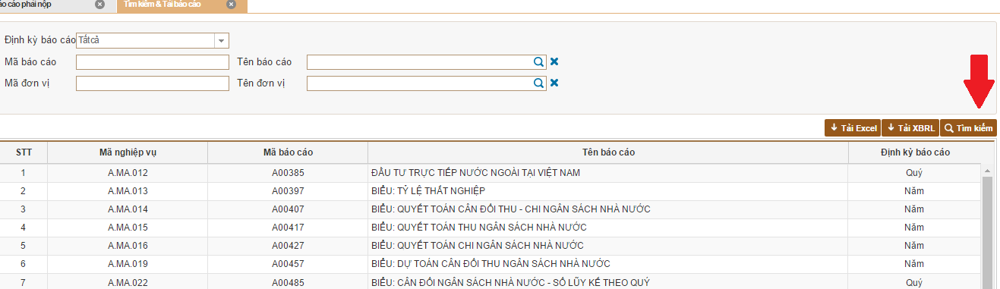 áo cáo phải nộp Tìm kiếm & Tải báo cáo
Định kỳ báo cáo Tất cả
Mã báo cáo Tên báo cáo
Mã đơn vị Tên đơn vị
Tải Excel Tải XBRL Tìm kiếm
STT Mã nghiệp vụ Mã báo cáo Tên báo cáo Định kỳ báo cáo
1 A.MA.012 A00385 ĐẦU TƯ TRỰC TIẾP NƯỚC NGOÀI TẠI VIỆT NAM Quý
2 A.MA.013 A00397 BIỂU: TỶ LỆ THẤT NGHIỆP Năm
3 A.MA.014 A00407 BIỂU: QUYẾT TOÁN CÂN ĐỐI THU - CHI NGÂN SÁCH NHÀ NƯỚC Năm
4 A.MA.015 A00417 BIỂU: QUYẾT TOÁN THU NGÂN SÁCH NHÀ NƯỚC Năm
5 A.MA.016 A00427 BIỂU: QUYẾT TOÁN CHI NGÂN SÁCH NHÀ NƯỚC Năm
6 A.MA.019 A00457 BIỂU: DỰ TOÁN CÂN ĐỐI THU NGÂN SÁCH NHÀ NƯỚC Năm
7 A.MA.022 A00485 BIỂU: CÂN ĐỐI NGÂN SÁCH NHÀ NƯỚC - SỐ LŨY KẾ THEO QUÝ Quý